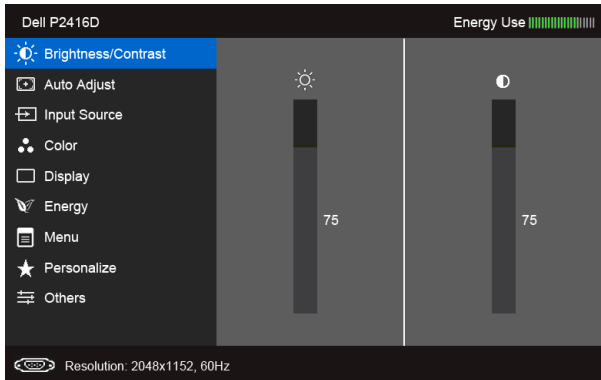 Dell P2416D
Energy Use
Brightness/Contrast
Auto Adjust
Input Source
Color
Display
Energy
Menu
Personalize
Others
75
75
Resolution: 2048x1152, 60Hz